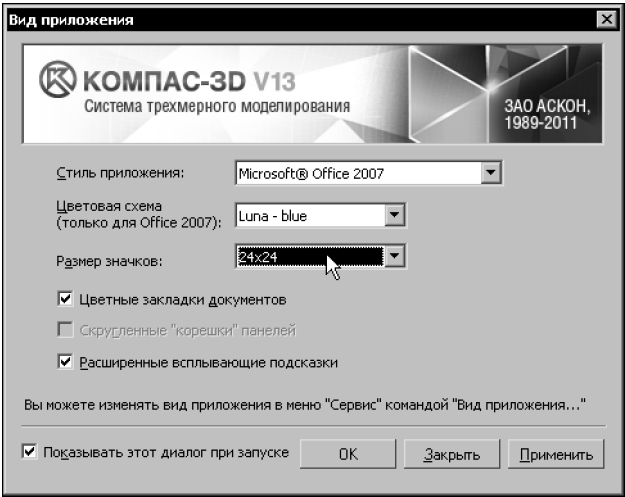 Вид приложения
КОМПАС-3D V13
Система трехмерного моделирования
ЗАО АСКОН,
1989-2011
Стиль приложения:
Microsoft® Office 2007
Цветовая схема
(только для Office 2007):
Luna - blue
Размер значков:
24x24
Цветные закладки документов
Скругленные "корешки" панелей
Расширенные всплывающие подсказки
Вы можете изменять вид приложения в меню "Сервис" командой "Вид приложения..."
Показывать этот диалог при запуске
OK
Закрыть
Применить